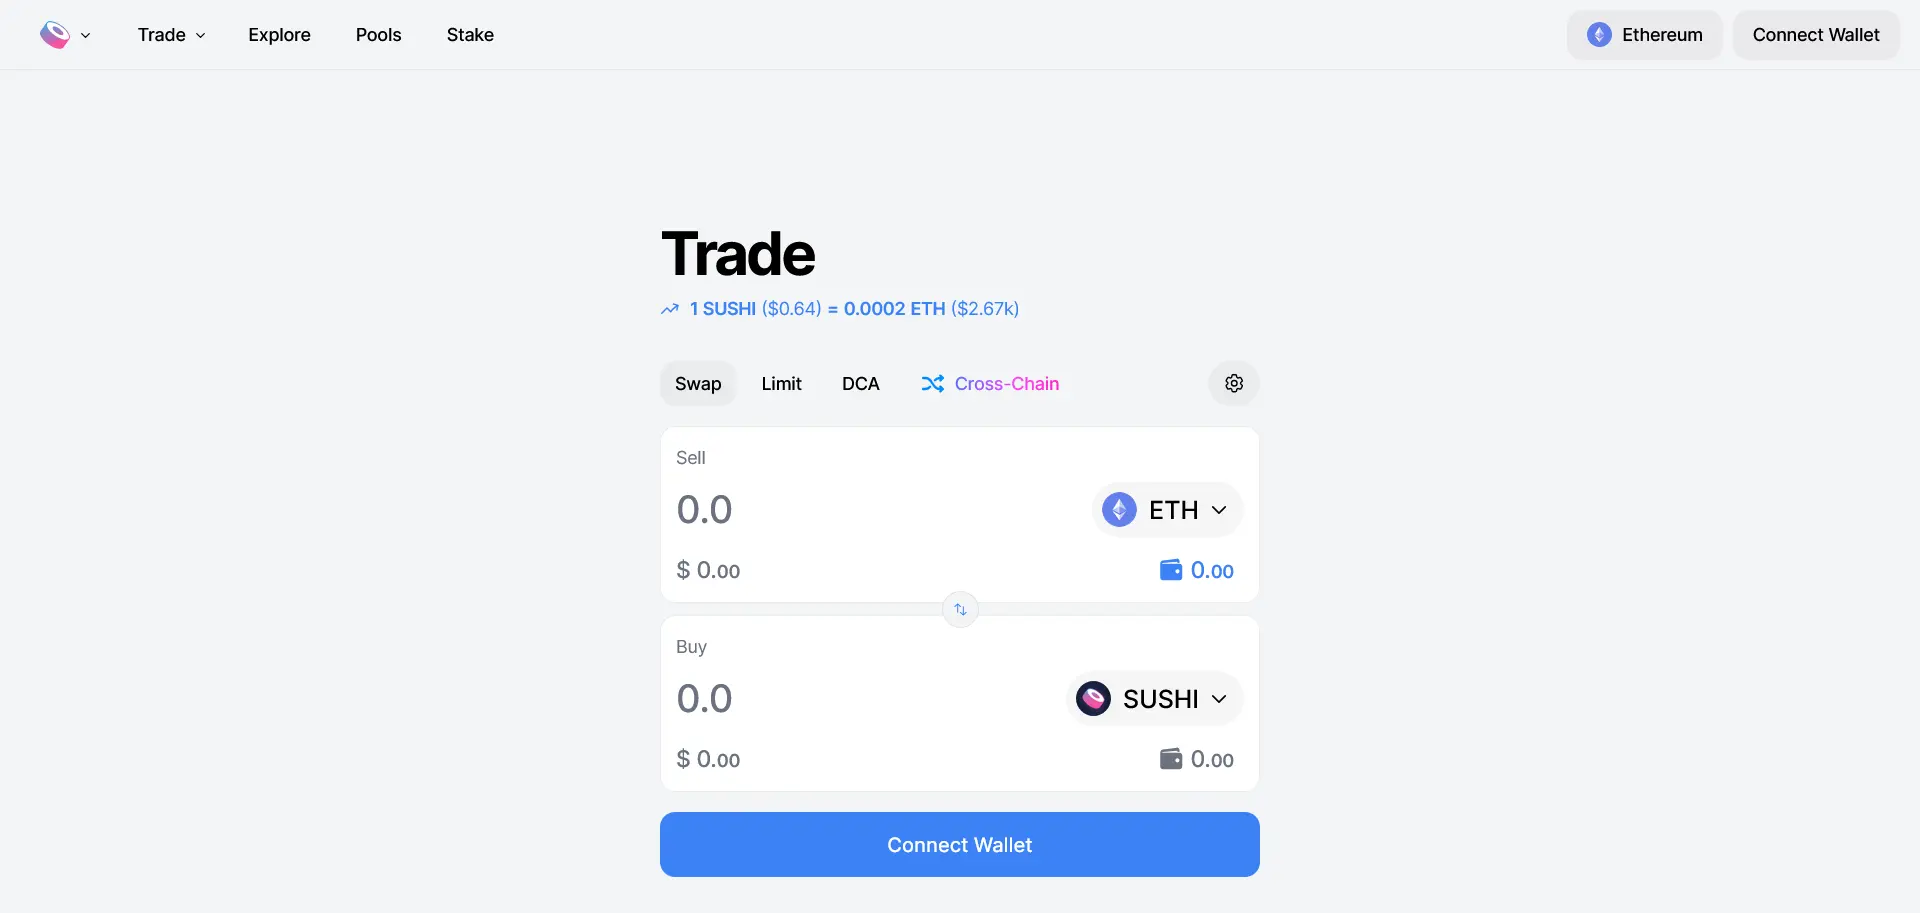 Trade Explore Pools Stake Ethereum Connect Wallet
Trade
1 SUSHI ($0.64) = 0.0002 ETH ($2.67k)
Swap Limit DCA Cross-Chain
Sell
0.0 ETH
$ 0.00 0.00
Buy
0.0 SUSHI
$ 0.00 0.00
Connect Wallet